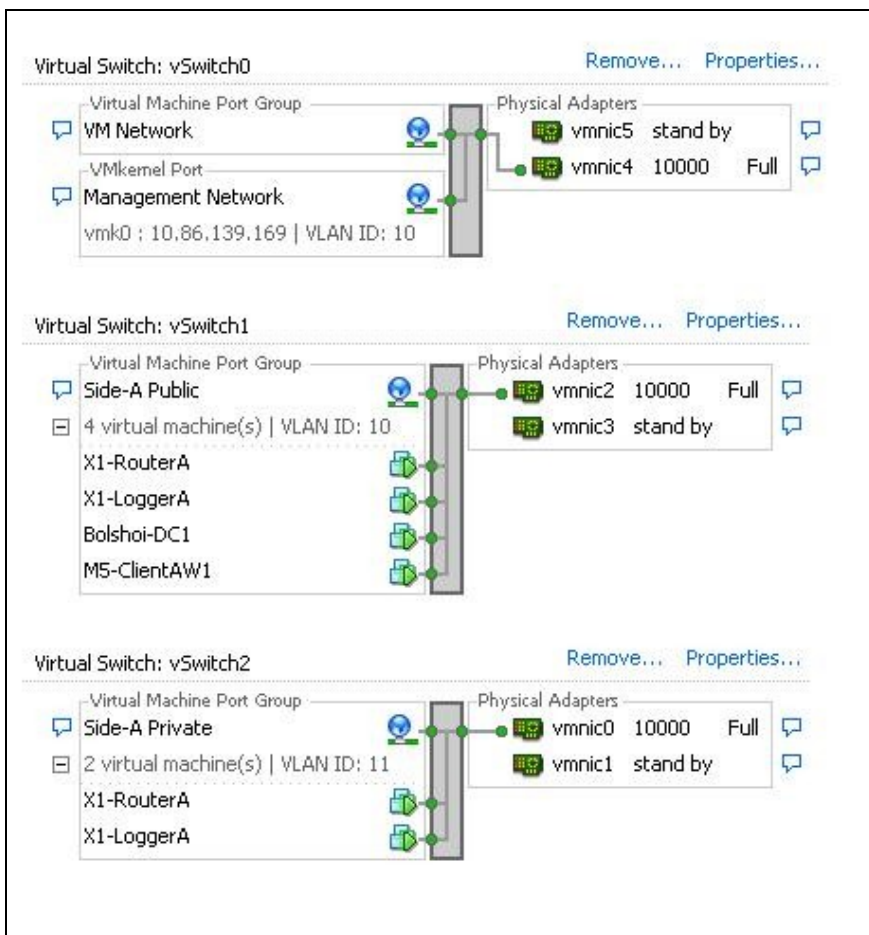 Virtual Switch: vSwitch0 Remove... Properties...
Virtual Machine Port Group Physical Adapters
VM Network vmnic5 stand by
VMkernel Port vmnic4 10000 Full
Management Network
vmk0 : 10.86.139.169 | VLAN ID: 10
Virtual Switch: vSwitch1 Remove... Properties...
Virtual Machine Port Group Physical Adapters
Side-A Public vmnic2 10000 Full
4 virtual machine(s) | VLAN ID: 10 vmnic3 stand by
X1-RouterA
X1-LoggerA
Bolshoi-DC1
M5-ClientAW1
Virtual Switch: vSwitch2 Remove... Properties...
Virtual Machine Port Group Physical Adapters
Side-A Private vmnic0 10000 Full
2 virtual machine(s) | VLAN ID: 11 vmnic1 stand by
X1-RouterA
X1-LoggerA